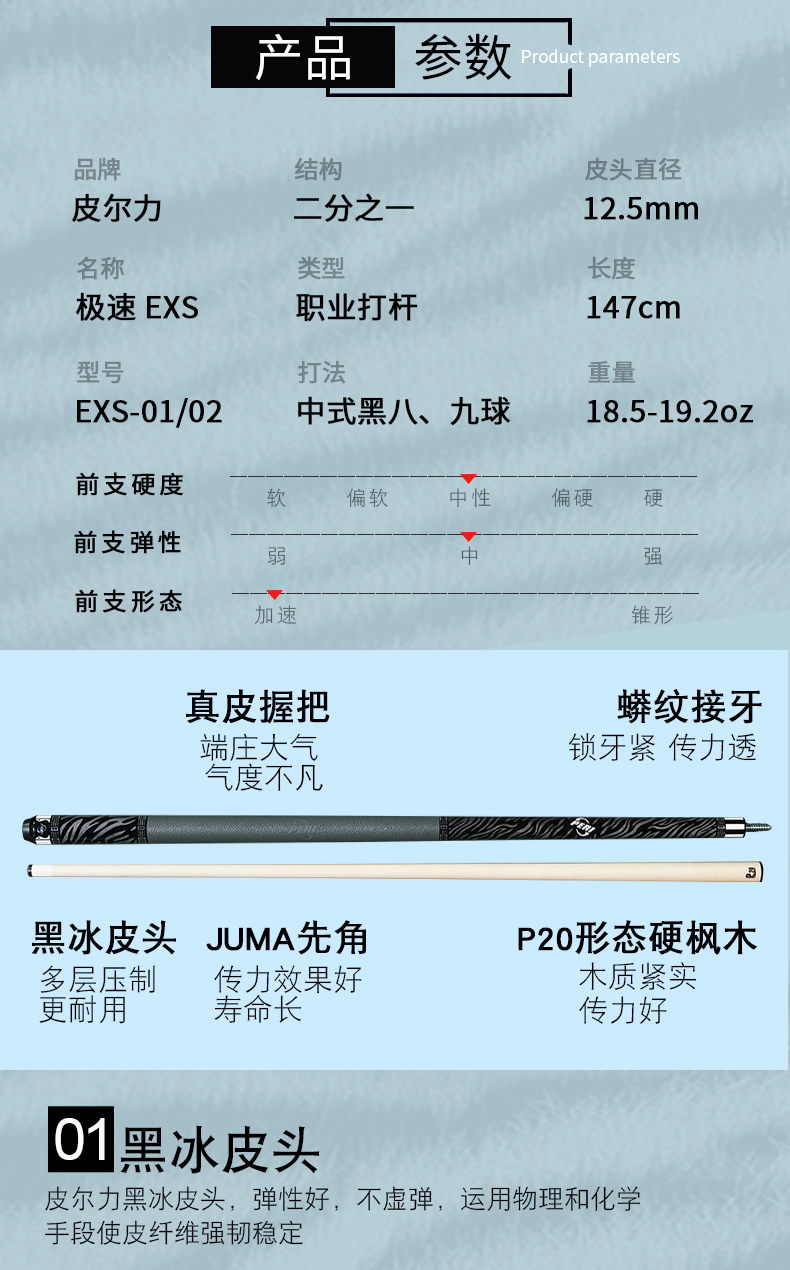 产品 参数 Product parameters
品牌 结构 皮头直径
皮尔力 二分之一 12.5mm
名称 类型 长度
极速 EXS 职业打杆 147cm
型号 打法 重量
EXS-01/02 中式黑八、九球 18.5-19.2oz
前支硬度
软 偏软 中性 偏硬 硬
前支弹性
弱 中 强
前支形态
加速 锥形
真皮握把 蟒纹接牙
端庄大气 锁牙紧 传力透
气度不凡
PERI
黑冰皮头 JUMA先角 P20形态硬枫木
多层压制 传力效果好 木质紧实
更耐用 寿命长 传力好
01 黑冰皮头
皮尔力黑冰皮头，弹性好，不虚弹，运用物理和化学
手段使皮纤维强韧稳定